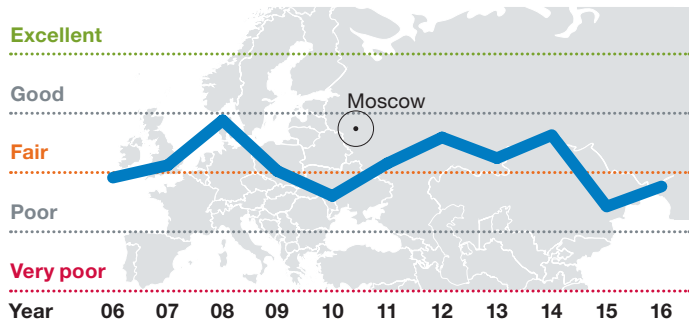 Excellent
Good
Moscow
Fair
Poor
Very poor
Year 06 07 08 09 10 11 12 13 14 15 16